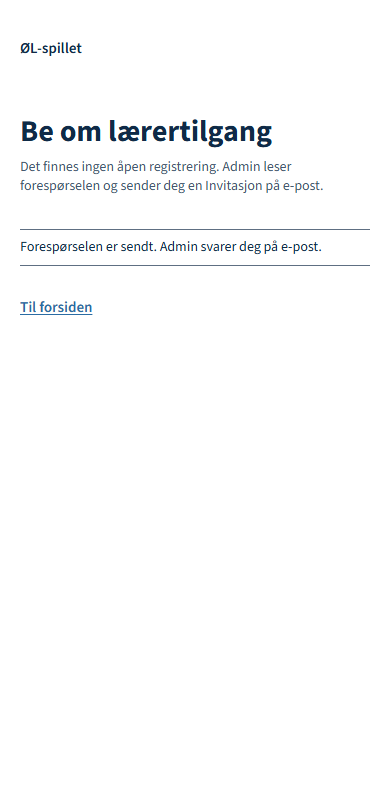 ØL-spillet
Be om lærertilgang
Det finnes ingen åpen registrering. Admin leser
forespørselen og sender deg en Invitasjon på e-post.
Forespørselen er sendt. Admin svarer deg på e-post.
Til forsiden